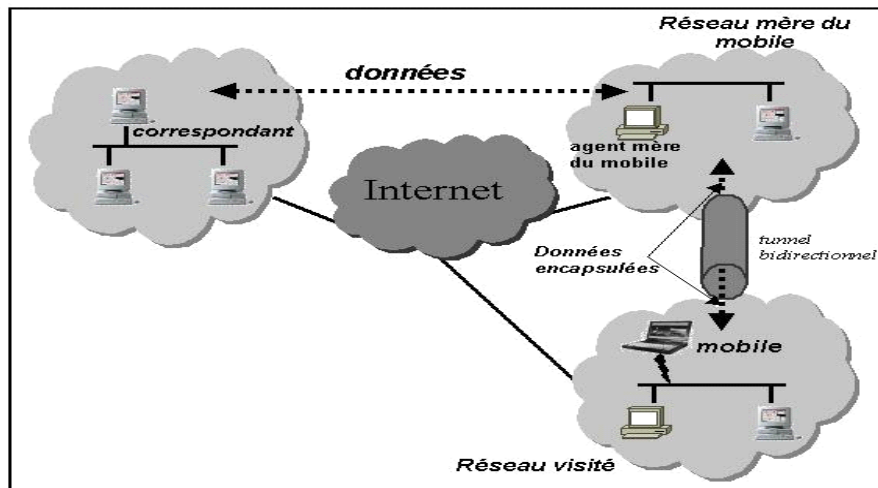 Réseau mère du
mobile
données
correspondant
agent mère
du mobile
Internet
Données
encapsulées
tunnel
bidirectionnel
mobile
Réseau visité